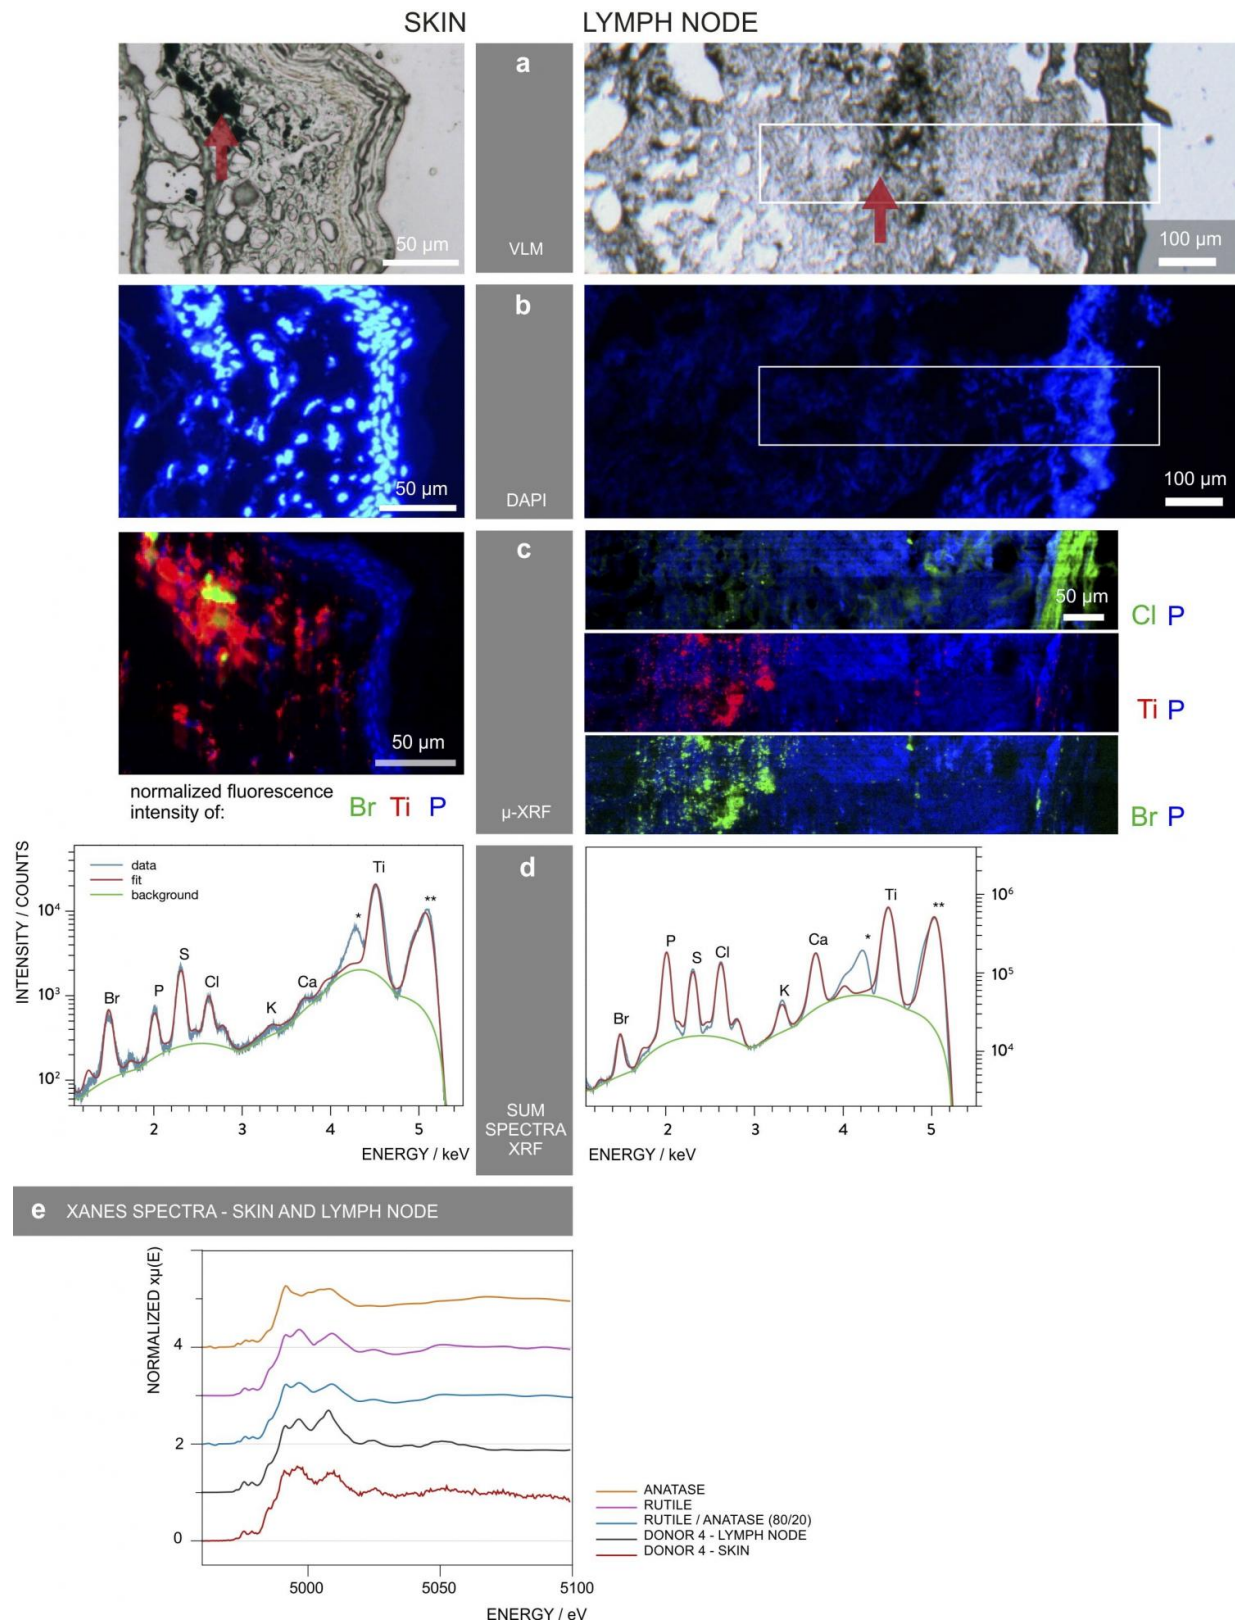 SKIN
LYMPH NODE
a
VLM
50 µm
100 µm
b
DAPI
50 µm
100 µm
c
µ-XRF
50 µm
50 µm
Cl P
Ti P
Br P
normalized fluorescence
intensity of: Br Ti P
d
SUM
SPECTRA
XRF
data
fit
background
INTENSITY / COUNTS
10⁴
10³
10²
Br
P
S
Cl
K
Ca
*
Ti
**
2
3
4
5
ENERGY / keV
Br
P
S
Cl
K
Ca
*
Ti
**
10⁶
10⁵
10⁴
2
3
4
5
ENERGY / keV
e XANES SPECTRA - SKIN AND LYMPH NODE
NORMALIZED xµ(E)
4
2
0
5000
5050
5100
ENERGY / eV
ANATASE
RUTILE
RUTILE / ANATASE (80/20)
DONOR 4 - LYMPH NODE
DONOR 4 - SKIN